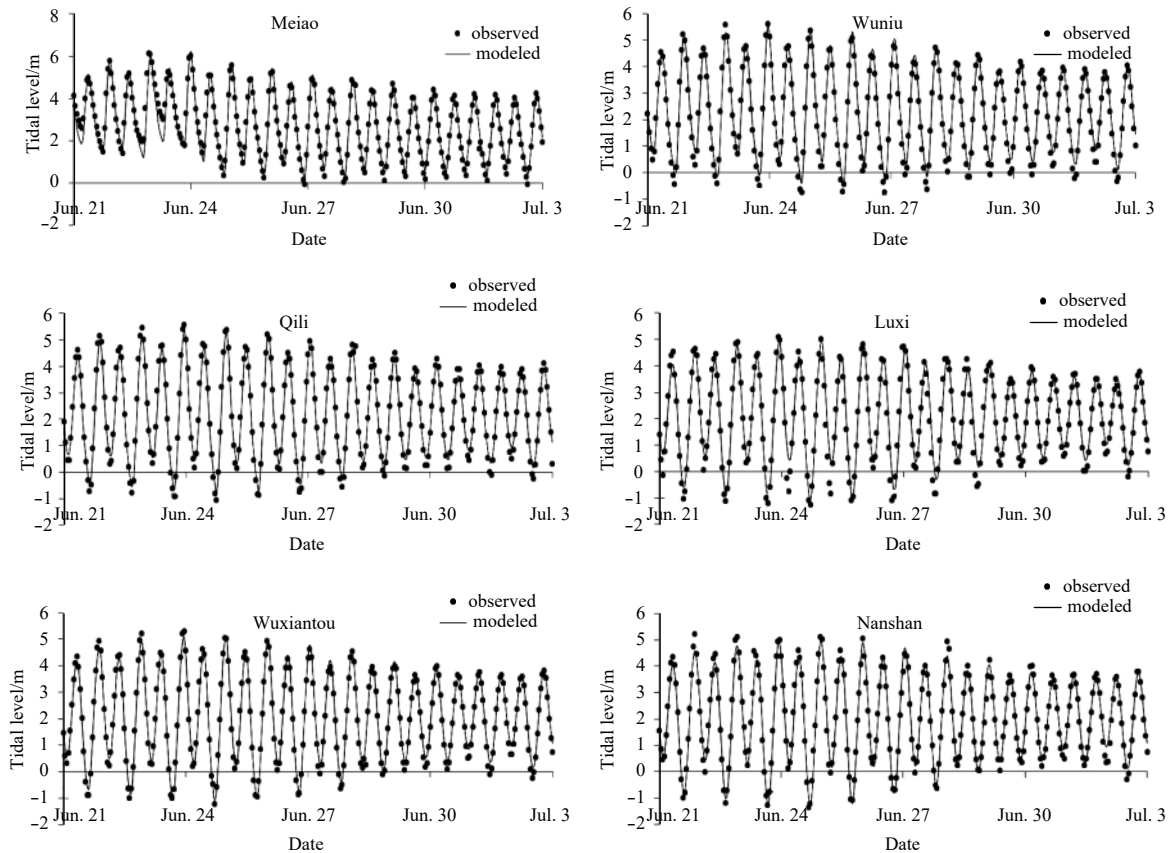 Meiao
observed
modeled
Tidal level/m
8
6
4
2
0
−2
Jun. 21 Jun. 24 Jun. 27 Jun. 30 Jul. 3
Date
Wuniu
observed
modeled
Tidal level/m
6
5
4
3
2
1
0
−1
−2
Jun. 21 Jun. 24 Jun. 27 Jun. 30 Jul. 3
Date
Qili
observed
modeled
Tidal level/m
6
5
4
3
2
1
0
−1
−2
Jun. 21 Jun. 24 Jun. 27 Jun. 30 Jul. 3
Date
Luxi
observed
modeled
Tidal level/m
6
5
4
3
2
1
0
−1
−2
Jun. 21 Jun. 24 Jun. 27 Jun. 30 Jul. 3
Date
Wuxiantou
observed
modeled
Tidal level/m
6
5
4
3
2
1
0
−1
−2
Jun. 21 Jun. 24 Jun. 27 Jun. 30 Jul. 3
Date
Nanshan
observed
modeled
Tidal level/m
6
5
4
3
2
1
0
−1
−2
Jun. 21 Jun. 24 Jun. 27 Jun. 30 Jul. 3
Date